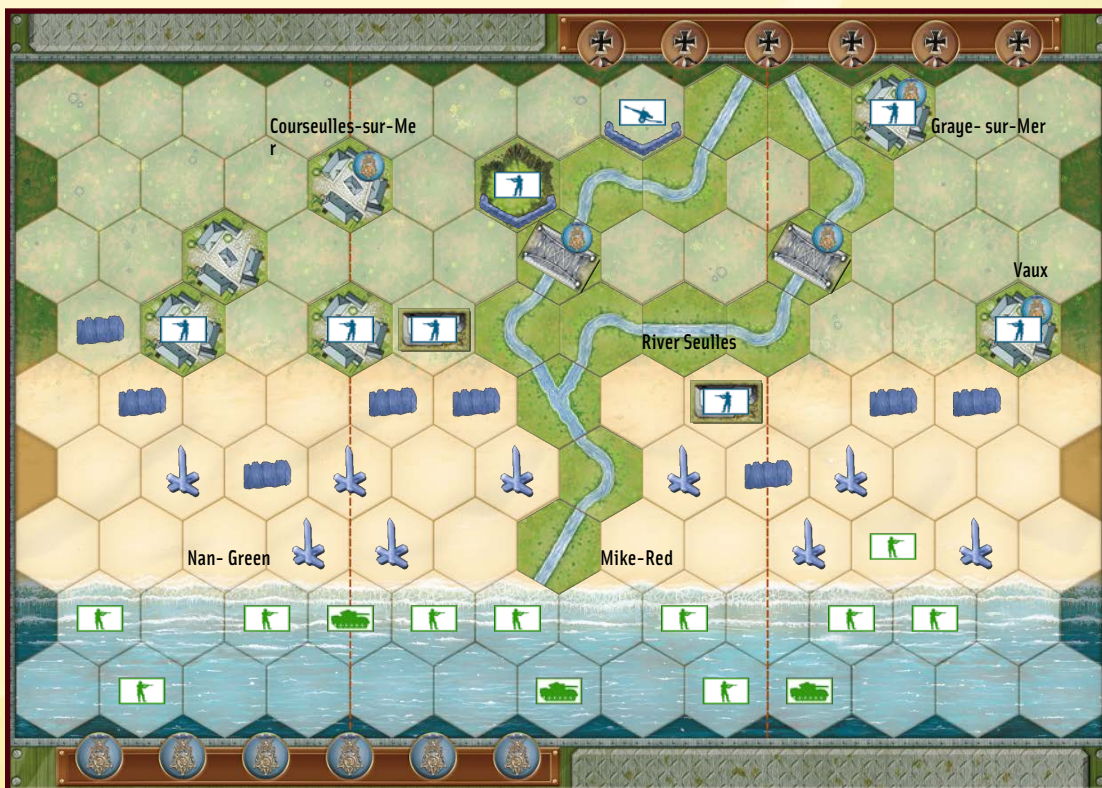 Courseulles-sur-Me
r
Graye- sur-Mer
Vaux
River Seulles
Nan- Green
Mike-Red